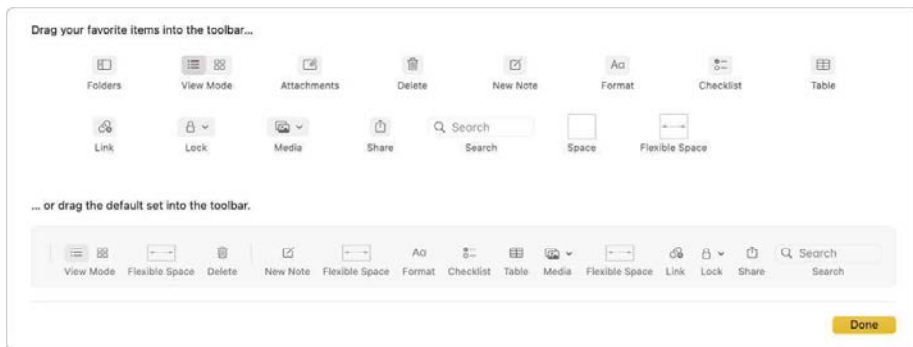 Drag your favorite items into the toolbar...
Folders View Mode Attachments Delete New Note Aa Format Checklist Table
Search
Link Lock Media Share Search Space Flexible Space
... or drag the default set into the toolbar.
Aa Search
View Mode Flexible Space Delete New Note Flexible Space Format Checklist Table Media Flexible Space Link Lock Share Search
Done